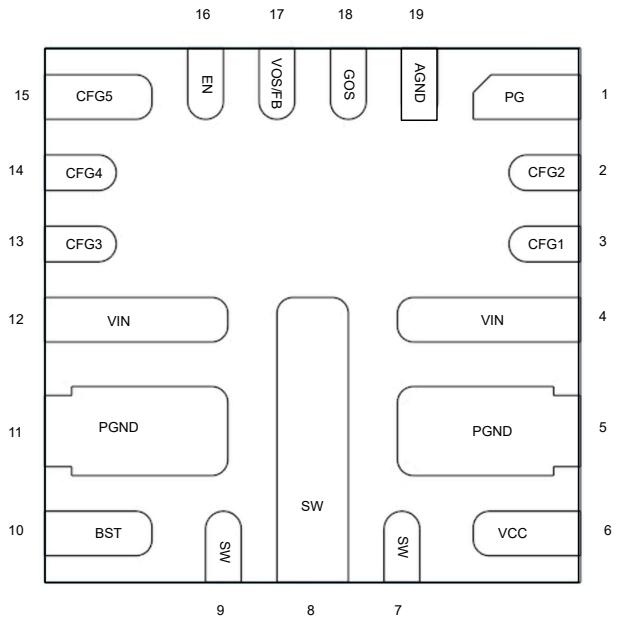 16 17 18 19
EN VOS/FB GOS AGND
15 CFG5 PG 1
14 CFG4 CFG2 2
13 CFG3 CFG1 3
12 VIN VIN 4
11 PGND PGND 5
SW
10 BST SW SW VCC 6
9 8 7